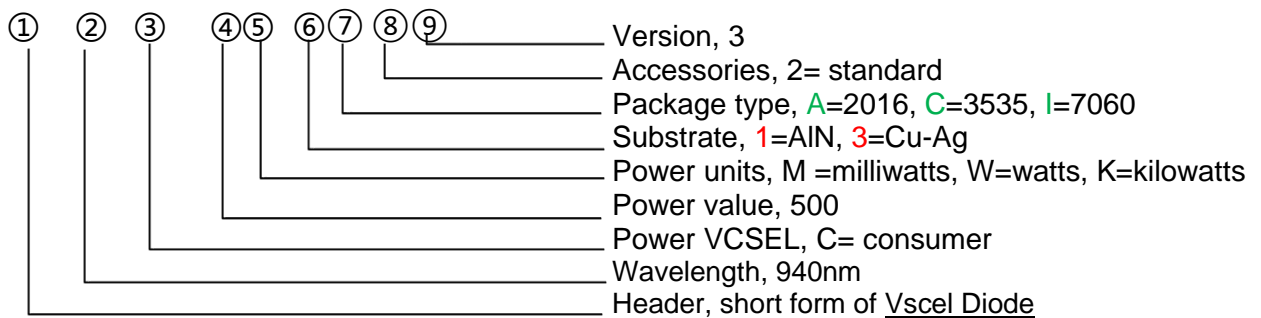 ① ② ③ ④⑤ ⑥⑦ ⑧⑨
Version, 3
Accessories, 2= standard
Package type, A=2016, C=3535, I=7060
Substrate, 1=AlN, 3=Cu-Ag
Power units, M =milliwatts, W=watts, K=kilowatts
Power value, 500
Power VCSEL, C= consumer
Wavelength, 940nm
Header, short form of Vscel Diode